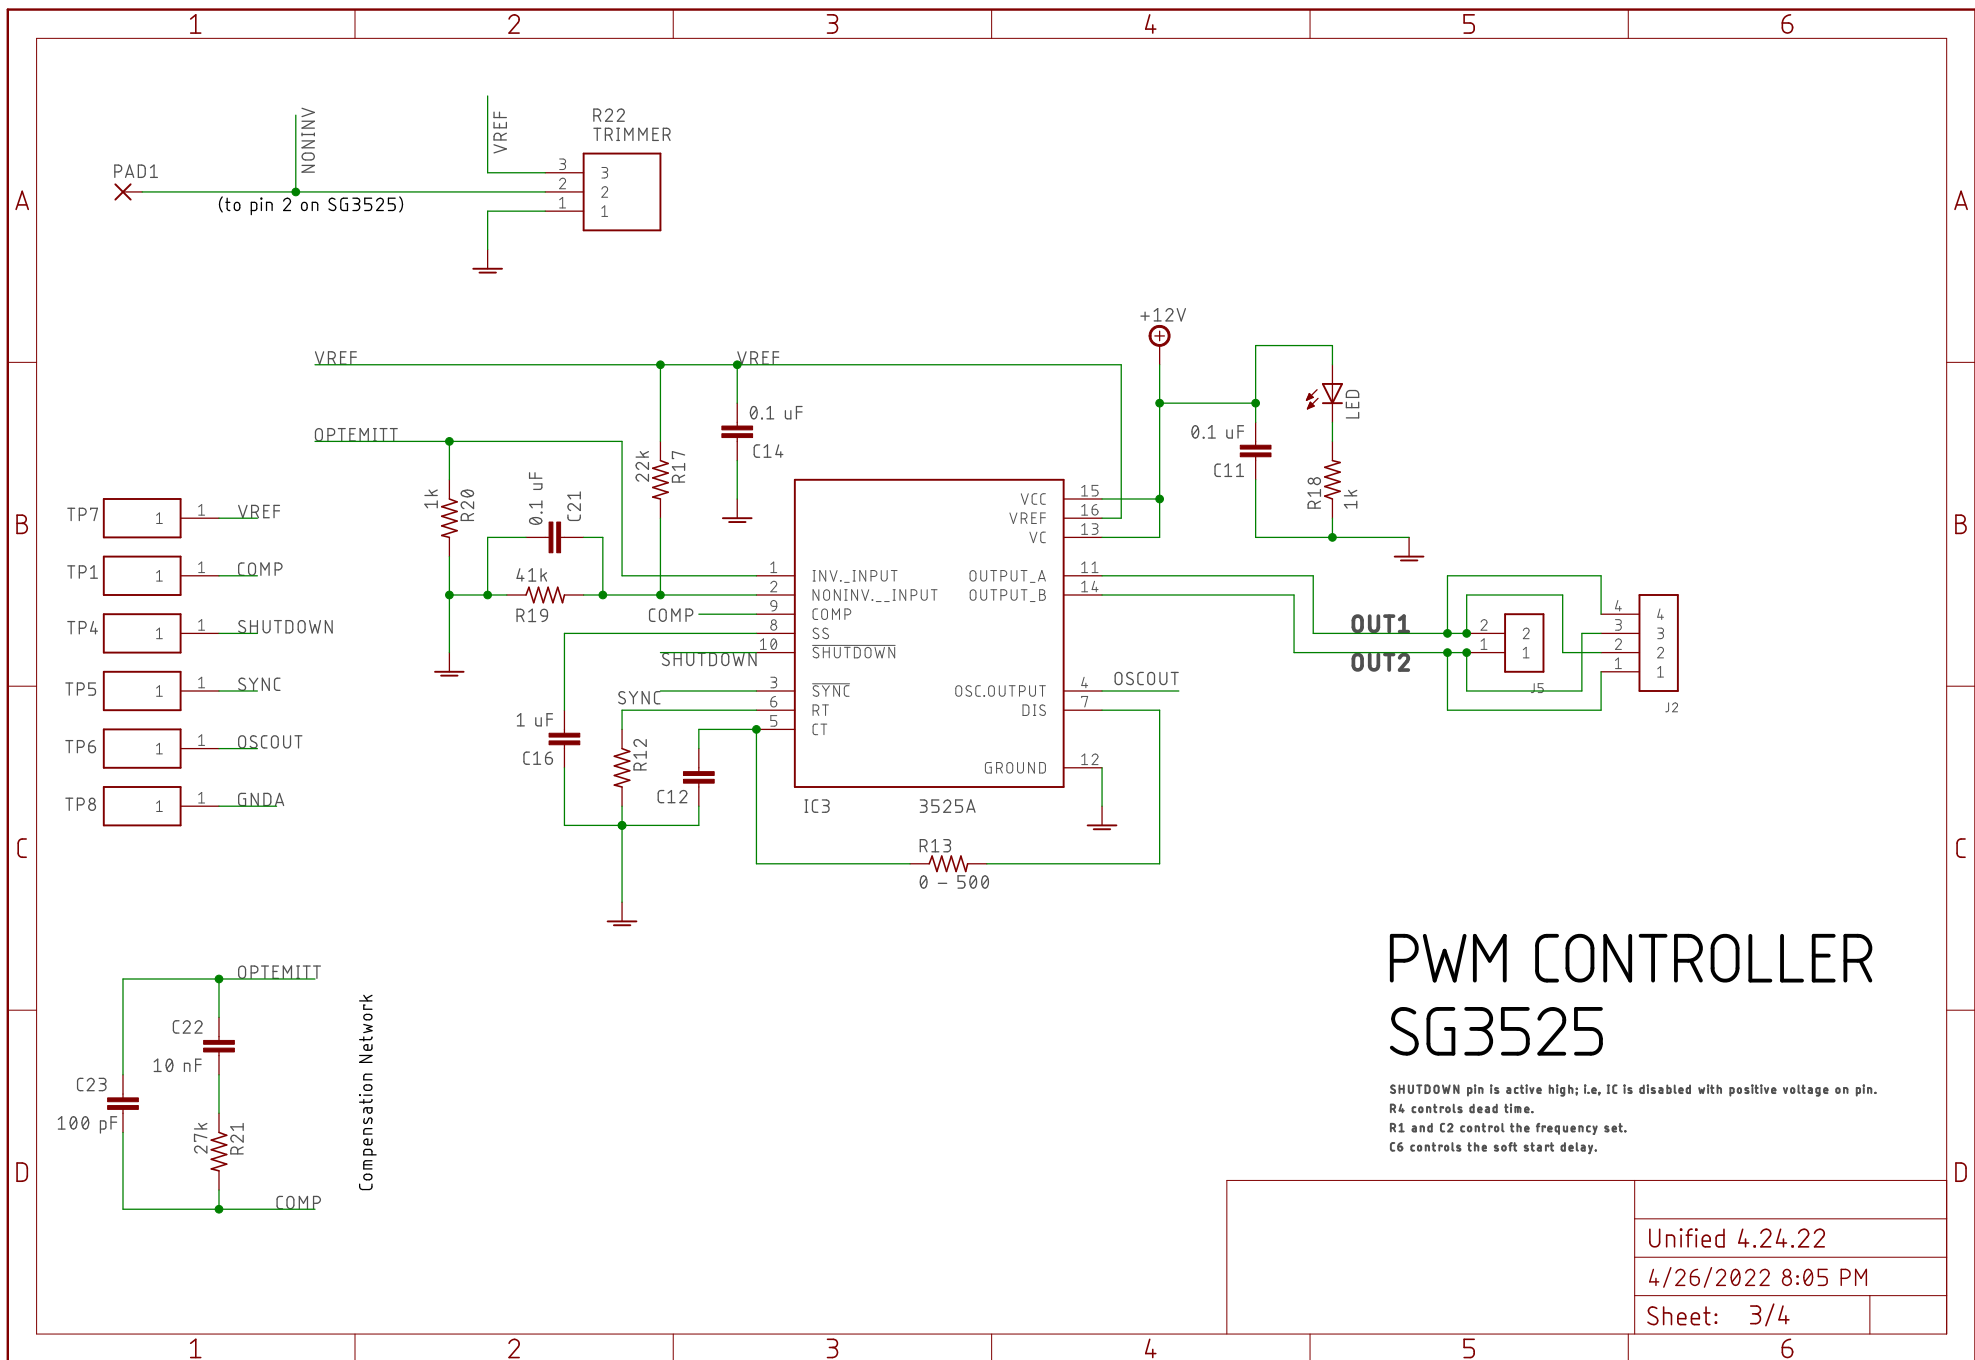 1 2 3 4 5 6
A A
B B
C C
D D
PAD1
NONINV
(to pin 2 on SG3525)
VREF
R22
TRIMMER
3 3
2 2
1 1
+12V
VREF
VREF
OPTEMITT
0.1 uF
C14
1k
R20
0.1 uF
C21
22k
R17
41k
R19
0.1 uF
C11
LED
R18
1k
TP7 1 1 VREF
TP1 1 1 COMP
TP4 1 1 SHUTDOWN
TP5 1 1 SYNC
TP6 1 1 OSCOUT
TP8 1 1 GNDA
COMP
SHUTDOWN
SYNC
1 INV._INPUT
2 NONINV.__INPUT
9 COMP
8 SS
10 SHUTDOWN
3 SYNC
6 RT
5 CT
VCC 15
VREF 16
VC 13
OUTPUT_A 11
OUTPUT_B 14
OSC.OUTPUT 4
DIS 7
GROUND 12
IC3 3525A
OSCOUT
OUT1
OUT2
2 2
1 1
J5
4 4
3 3
2 2
1 1
J2
1 uF
C16
R12
C12
R13
0 – 500
OPTEMITT
C22
10 nF
C23
100 pF
27k
R21
COMP
Compensation Network
PWM CONTROLLER
SG3525
SHUTDOWN pin is active high; i.e, IC is disabled with positive voltage on pin.
R4 controls dead time.
R1 and C2 control the frequency set.
C6 controls the soft start delay.
Unified 4.24.22
4/26/2022 8:05 PM
Sheet: 3/4
1 2 3 4 5 6